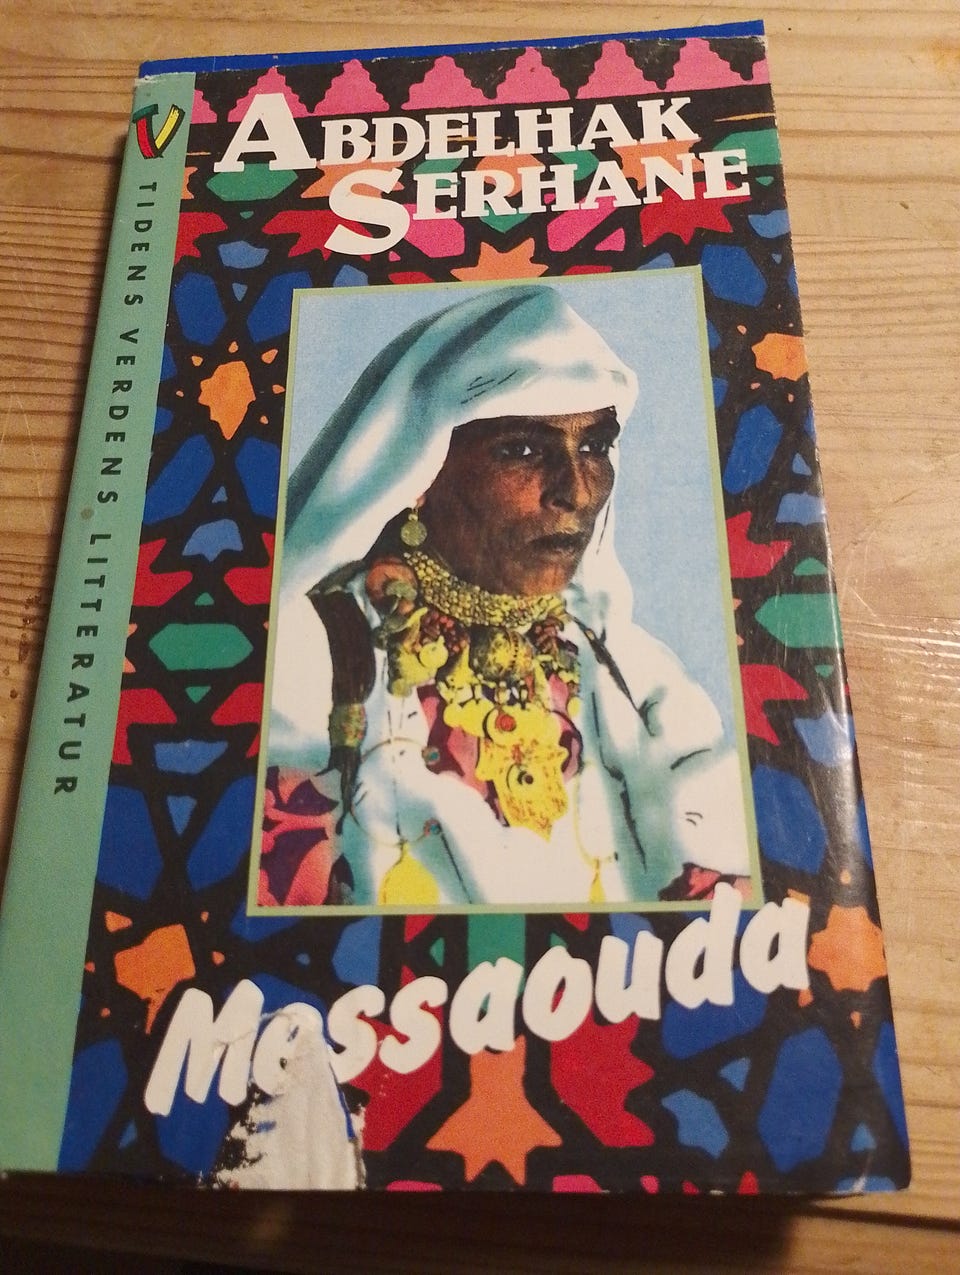 ABDELHAK
SERHANE
TIDENS VERDENS LITTERATUR
Messaouda